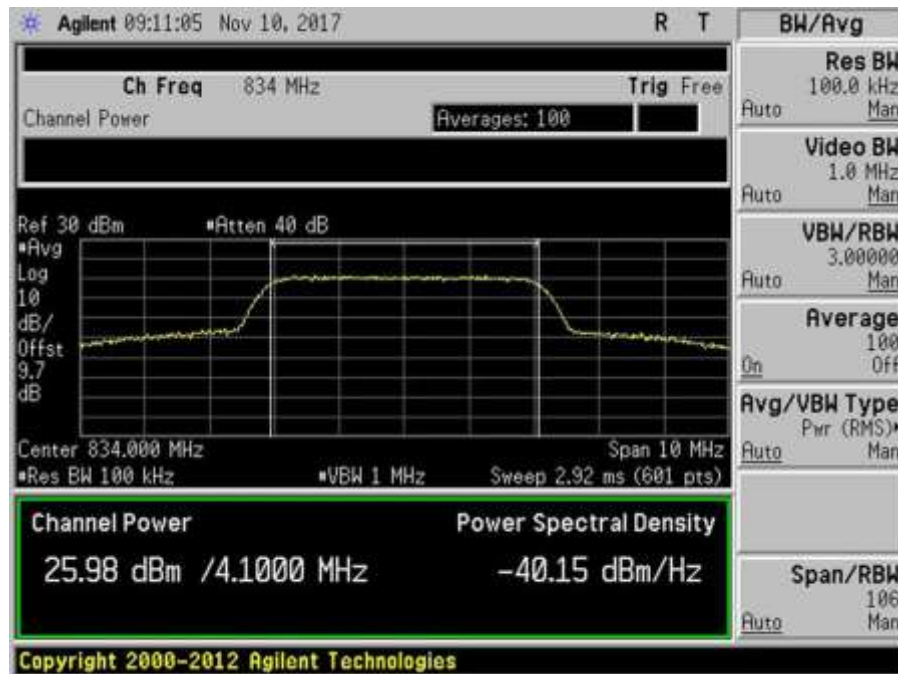 Agilent 09:11:05 Nov 10, 2017 R T
BW/Avg
Ch Freq 834 MHz Trig Free
Channel Power Averages: 100
Ref 30 dBm #Atten 40 dB
#Avg
Log
10
dB/
Offst
9.7
dB
Center 834.000 MHz Span 10 MHz
#Res BW 100 kHz #VBW 1 MHz Sweep 2.92 ms (601 pts)
Channel Power Power Spectral Density
25.98 dBm /4.1000 MHz -40.15 dBm/Hz
Copyright 2000-2012 Agilent Technologies
Res BW
100.0 kHz
Auto Man
Video BW
1.0 MHz
Auto Man
VBW/RBW
3.00000
Auto Man
Average
100
On Off
Avg/VBW Type
Pwr (RMS)
Auto Man
Span/RBW
106
Auto Man